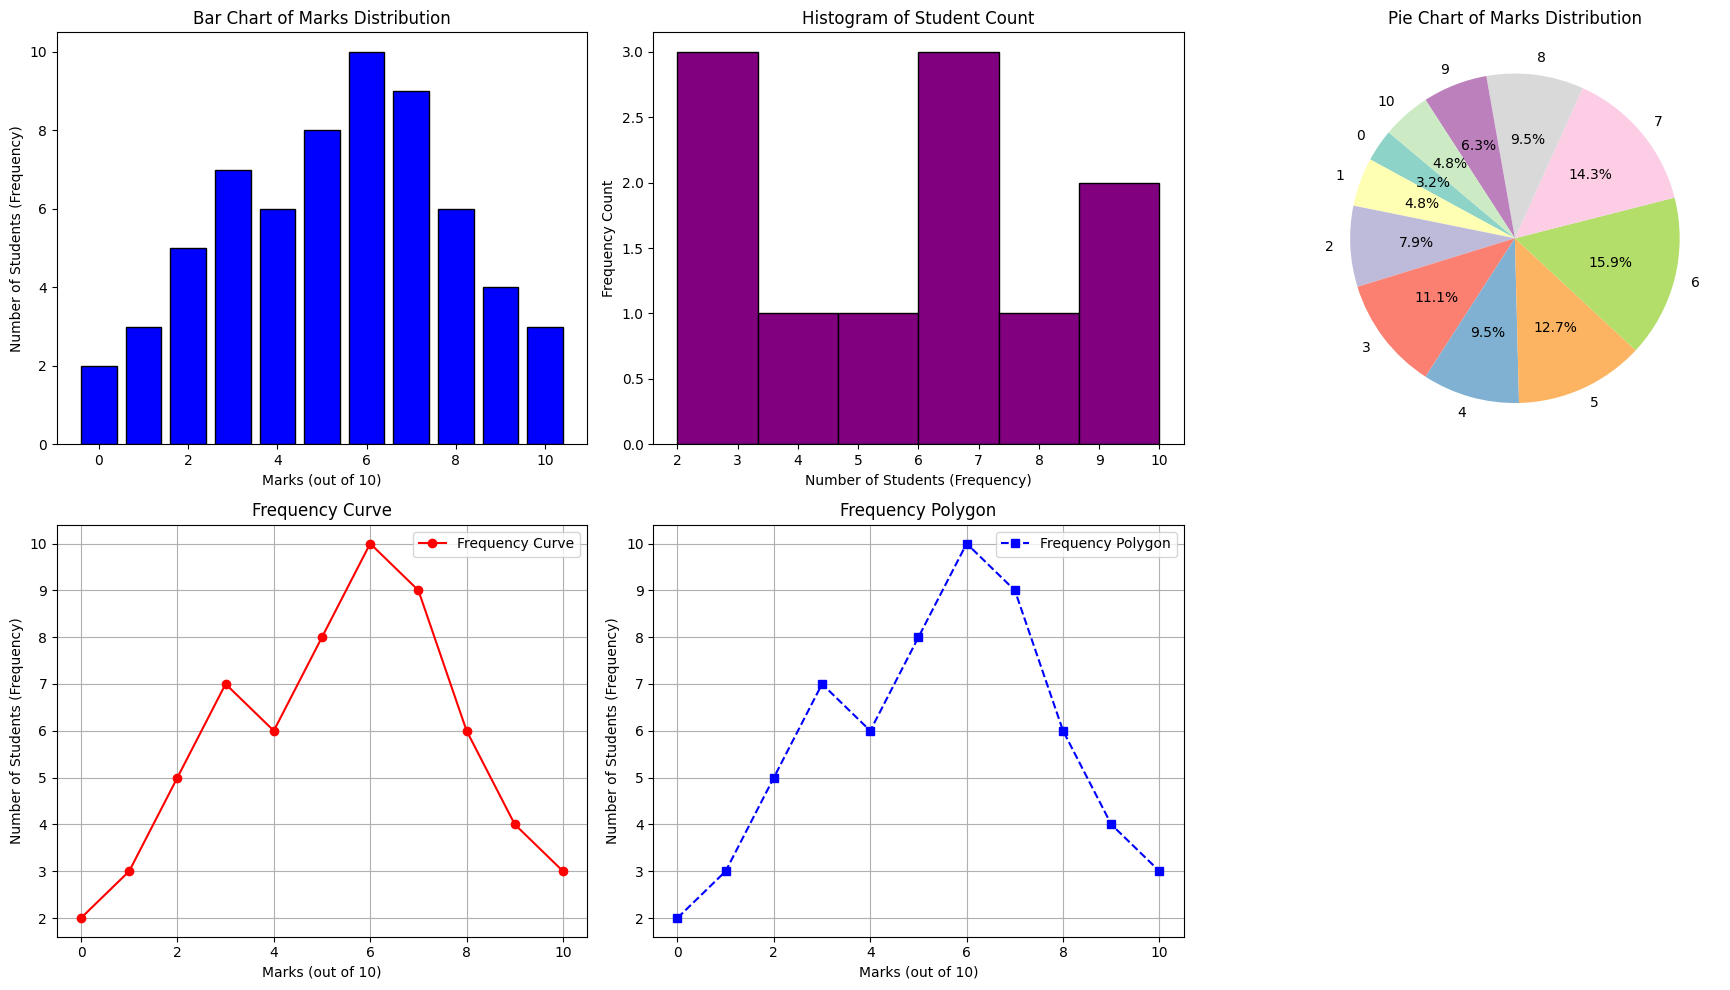 Bar Chart of Marks Distribution
10
8
6
4
2
0
Number of Students (Frequency)
0 2 4 6 8 10
Marks (out of 10)
Histogram of Student Count
3.0
2.5
2.0
1.5
1.0
0.5
0.0
Frequency Count
2 3 4 5 6 7 8 9 10
Number of Students (Frequency)
Pie Chart of Marks Distribution
0
3.2%
1
4.8%
2
7.9%
3
11.1%
4
9.5%
5
12.7%
6
15.9%
7
14.3%
8
9.5%
9
6.3%
10
4.8%
Frequency Curve
Frequency Curve
10
9
8
7
6
5
4
3
2
Number of Students (Frequency)
0 2 4 6 8 10
Marks (out of 10)
Frequency Polygon
Frequency Polygon
10
9
8
7
6
5
4
3
2
Number of Students (Frequency)
0 2 4 6 8 10
Marks (out of 10)